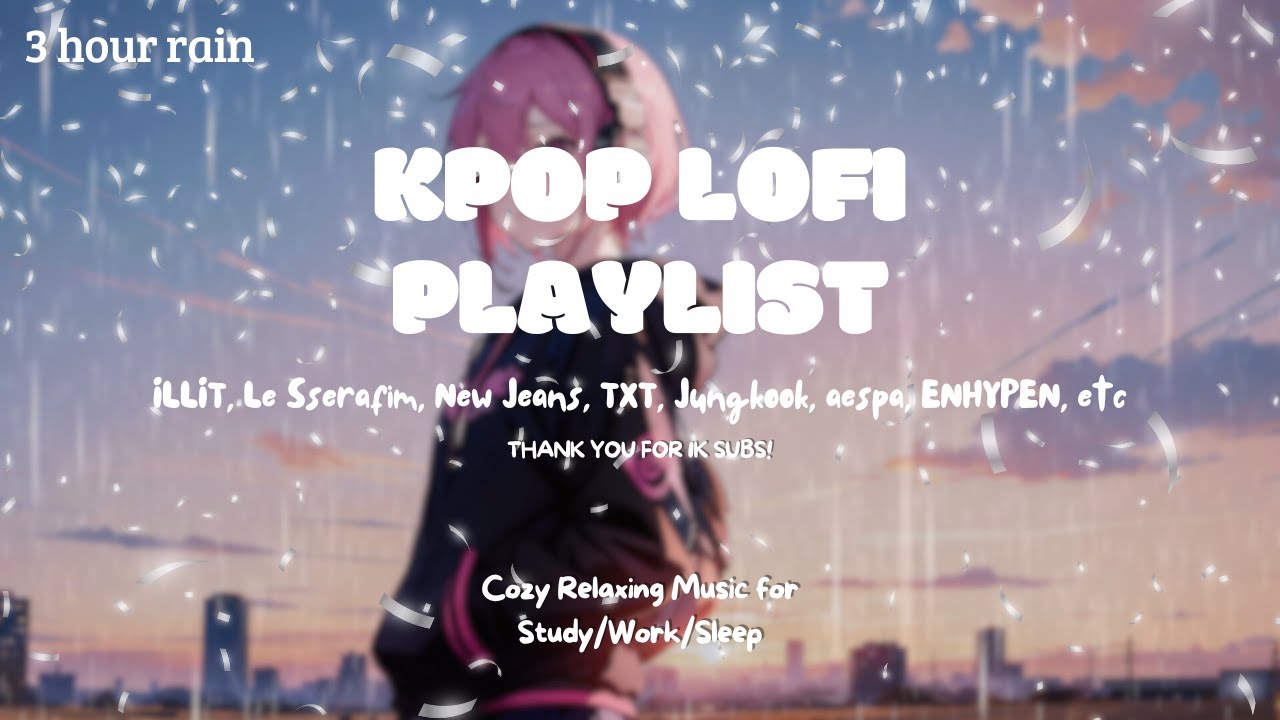 3 hour rain
KPOP LOFI
PLAYLIST
iLLiT, Le Sserafim, New Jeans, TXT, Jungkook, aespa, ENHYPEN, etc
THANK YOU FOR 1K SUBS!
Cozy Relaxing Music for
Study/Work/Sleep